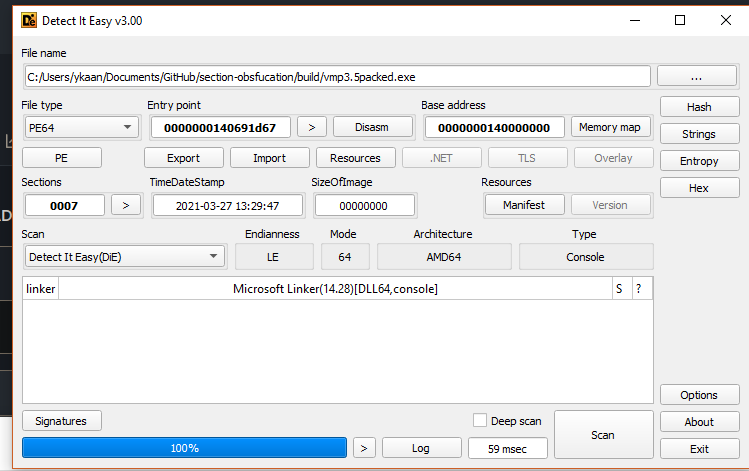 Detect It Easy v3.00
File name
C:/Users/ykaan/Documents/GitHub/section-obsfucation/build/vmp3.5packed.exe
...
File type Entry point Base address
PE64 0000000140691d67 > Disasm 0000000140000000 Memory map Hash
Strings
PE Export Import Resources .NET TLS Overlay Entropy
Sections TimeDateStamp SizeOfImage Resources
Hex
0007 > 2021-03-27 13:29:47 00000000 Manifest Version
Scan Endianness Mode Architecture Type
Detect It Easy(DiE) LE 64 AMD64 Console
linker Microsoft Linker(14.28)[DLL64,console] S ?
Options
Signatures Deep scan Scan About
100% > Log 59 msec Exit